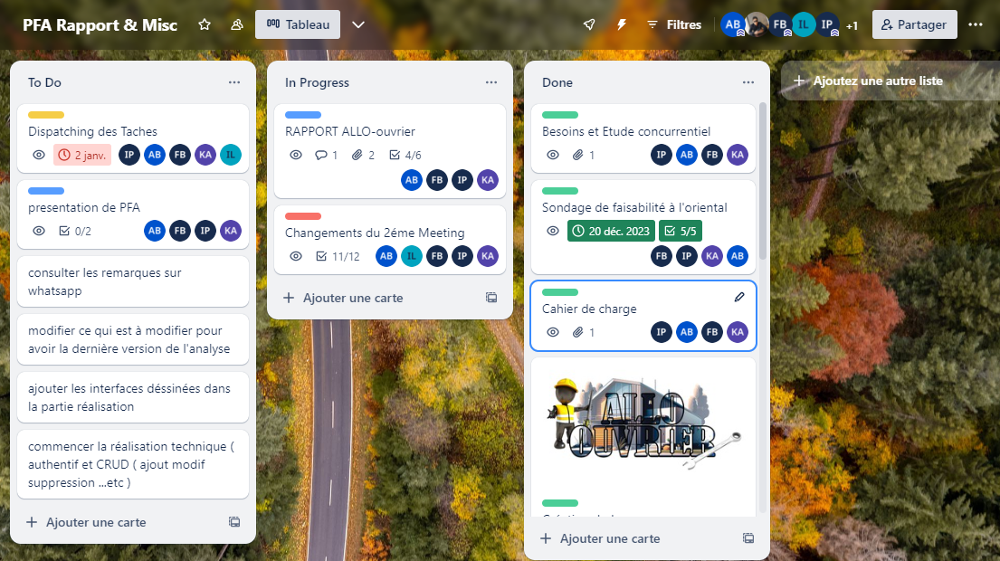 PFA Rapport & Misc
Tableau
Filtres
AB
FB
IL
IP
+1
Partager
To Do
Dispatching des Taches
2 janv.
IP
AB
FB
KA
IL
presentation de PFA
0/2
AB
FB
IP
KA
consulter les remarques sur
whatsapp
modifier ce qui est à modifier pour
avoir la dernière version de l'analyse
ajouter les interfaces déssinées dans
la partie réalisation
commencer la réalisation technique (
authentif et CRUD ( ajout modif
suppression ...etc )
Ajouter une carte
In Progress
RAPPORT ALLO-ouvrier
1
2
4/6
AB
FB
IP
KA
Changements du 2éme Meeting
11/12
AB
IL
FB
IP
KA
Ajouter une carte
Done
Besoins et Etude concurrentiel
1
IP
AB
FB
KA
Sondage de faisabilité à l'oriental
20 déc. 2023
5/5
FB
IP
KA
AB
Cahier de charge
1
IP
AB
FB
KA
ALLO
OUVRIER
Ajouter une carte
Ajoutez une autre liste